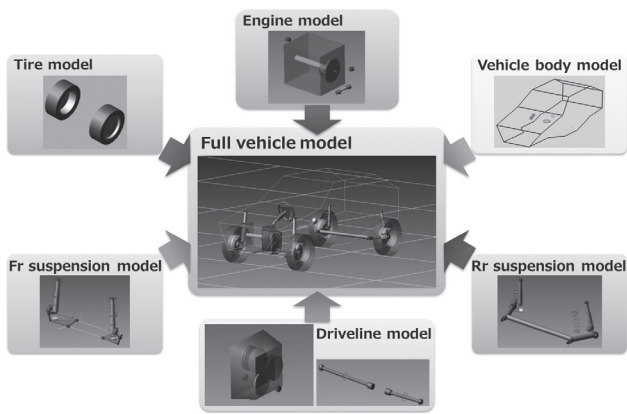 Engine model
Tire model
Vehicle body model
Full vehicle model
Fr suspension model
Rr suspension model
Driveline model